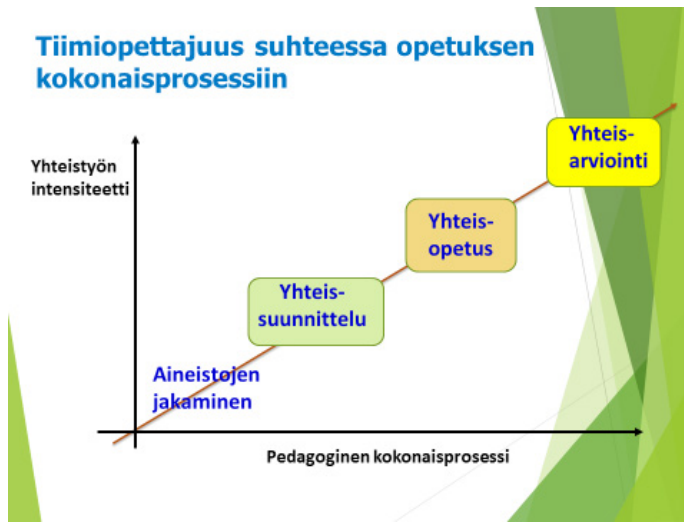 Tiimiopettajuus suhteessa opetuksen
kokonaisprosessiin
Yhteistyön
intensiteetti
Yhteis-
arviointi
Yhteis-
opetus
Yhteis-
suunnittelu
Aineistojen
jakaminen
Pedagoginen kokonaisprosessi